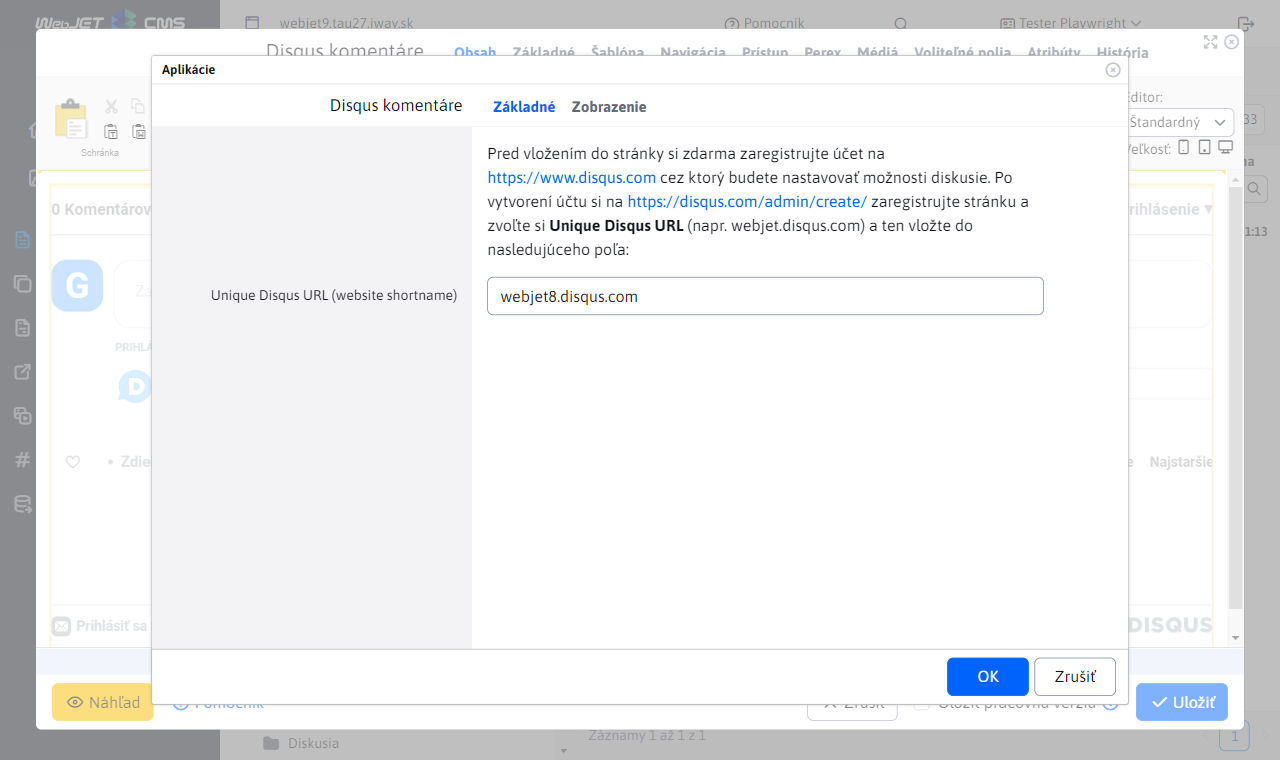 WebJET CMS
webjet9.tau27.iway.sk
Pomocník
Tester Playwright
Disqus komentáre
Obsah Základné Šablóna Navigácia Prístup Perex Médiá Voliteľné polia Atribúty História
Aplikácie
Disqus komentáre
Základné Zobrazenie
Schránka
Editor:
Štandardný
Veľkosť:
Pred vložením do stránky si zdarma zaregistrujte účet na
https://www.disqus.com cez ktorý budete nastavovať možnosti diskusie. Po
vytvorení účtu si na https://disqus.com/admin/create/ zaregistrujte stránku a
zvoľte si Unique Disqus URL (napr. webjet.disqus.com) a ten vložte do
nasledujúceho poľa:
Unique Disqus URL (website shortname)
webjet8.disqus.com
0 Komentárov
G
Najstaršie
Prihlásiť sa
DISQUS
OK
Zrušiť
Náhľad
Pomocník
Zrušiť
Uložiť pracovnú verziu
Uložiť
Diskusia
Záznamy 1 až 1 z 1
1